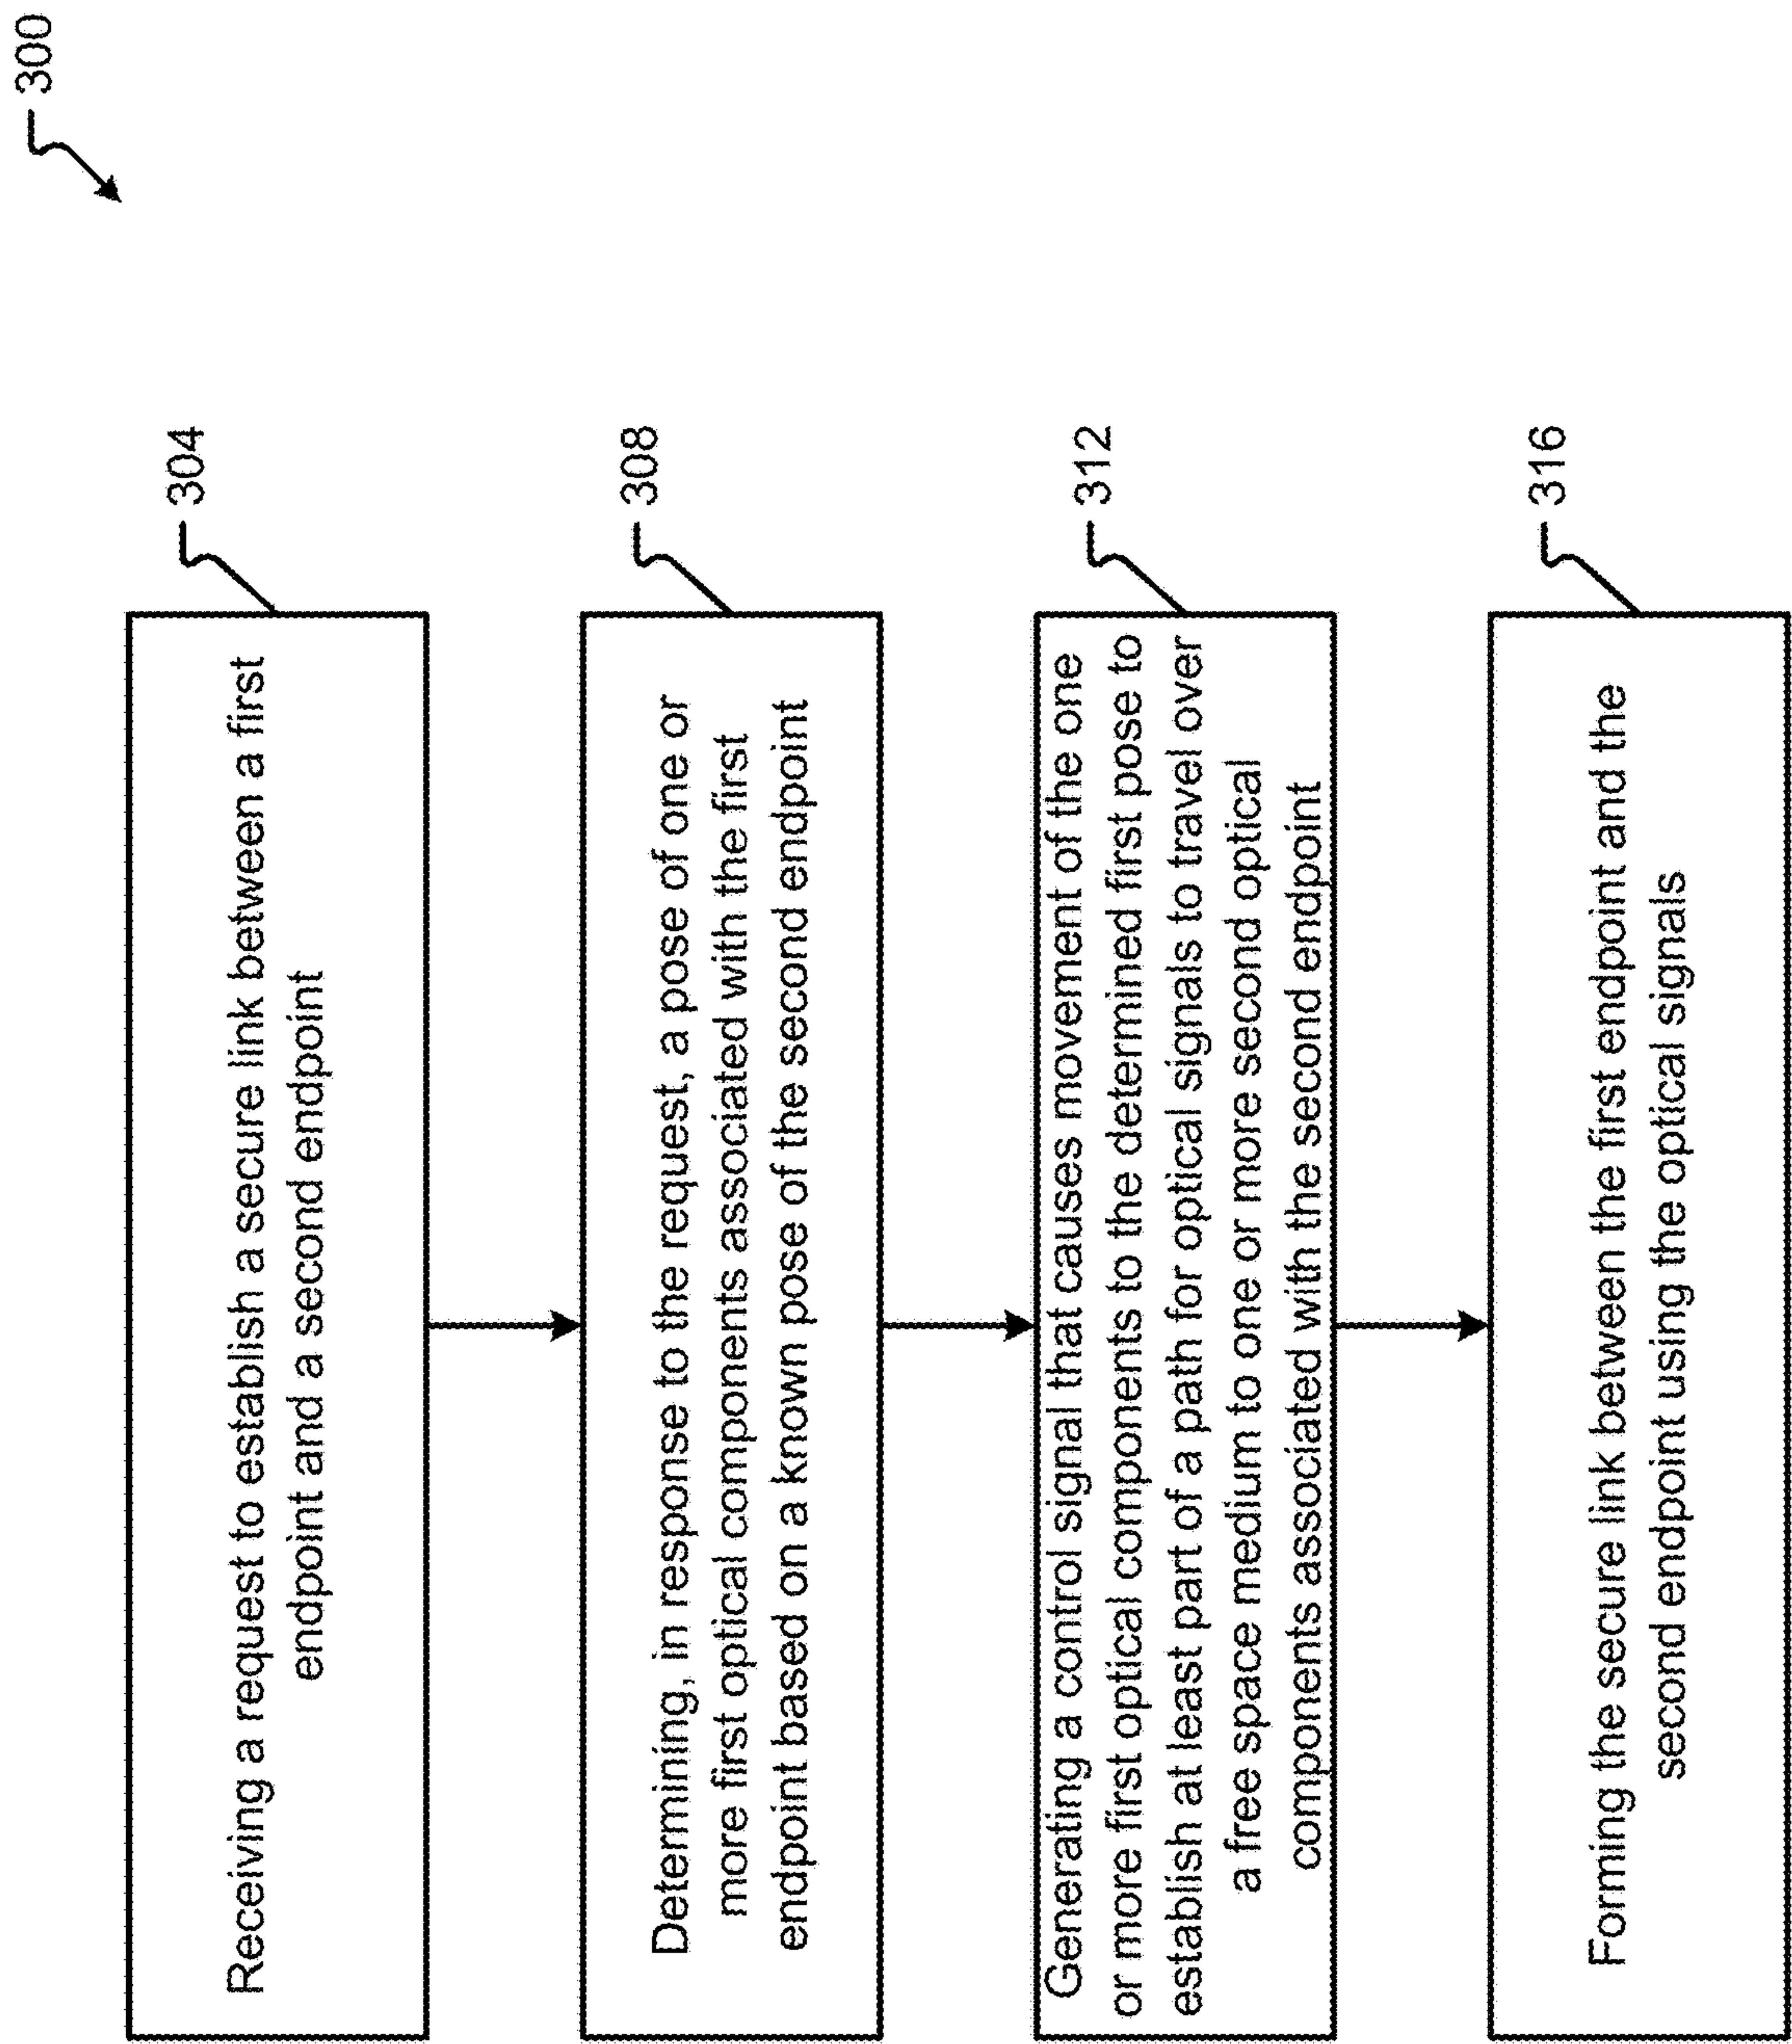 300
304
Receiving a request to establish a secure link between a first
endpoint and a second endpoint
308
Determining, in response to the request, a pose of one or
more first optical components associated with the first
endpoint based on a known pose of the second endpoint
312
Generating a control signal that causes movement of the one
or more first optical components to the determined first pose to
establish at least part of a path for optical signals to travel over
a free space medium to one or more second optical
components associated with the second endpoint
316
Forming the secure link between the first endpoint and the
second endpoint using the optical signals